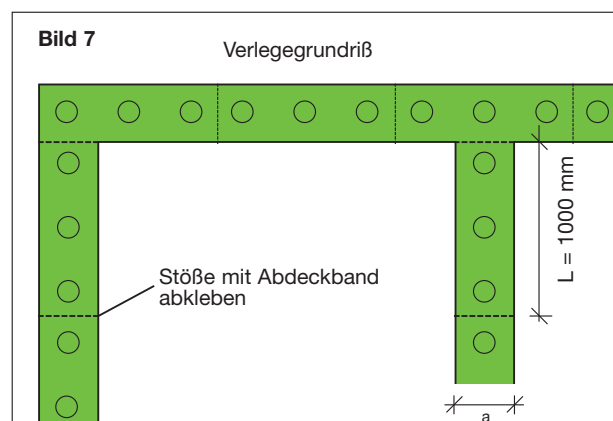 Bild 7
Verlegegrundriß
Stöße mit Abdeckband
abkleben
L = 1000 mm
a